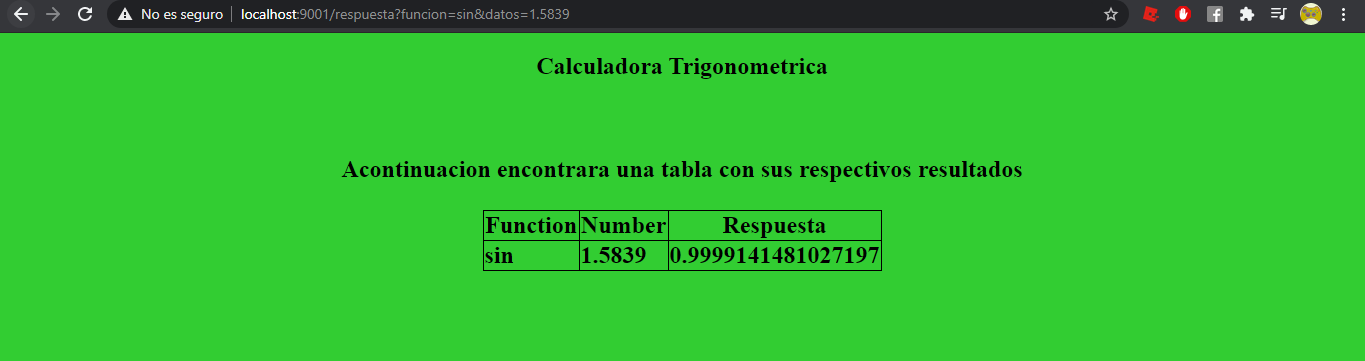 No es seguro localhost:9001/respuesta?funcion=sin&datos=1.5839
Calculadora Trigonometrica
Acontinuacion encontrara una tabla con sus respectivos resultados
Function Number Respuesta
sin 1.5839 0.9999141481027197